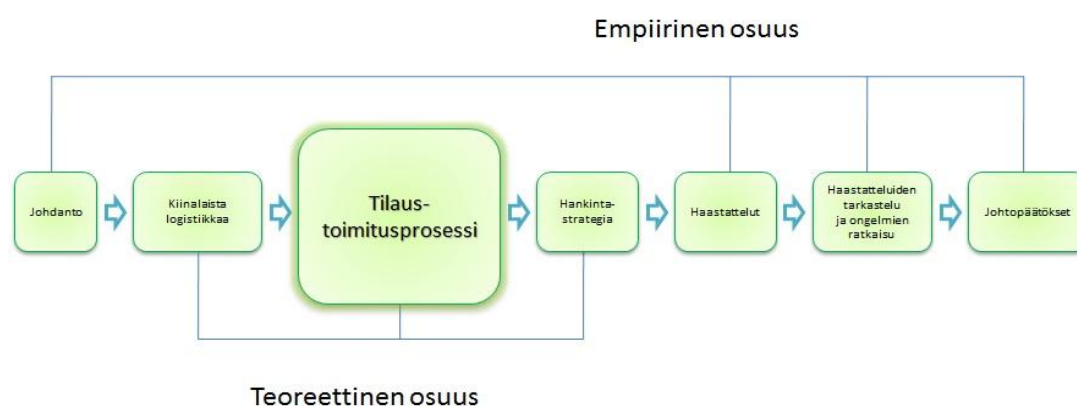 Empiirinen osuus
Johdanto
Kiinalaista
logistiikkaa
Tilaus-
toimitusprosessi
Hankinta-
strategia
Haastattelut
Haastatteluiden
tarkastelu
ja ongelmien
ratkaisu
Johtopäätökset
Teoreettinen osuus